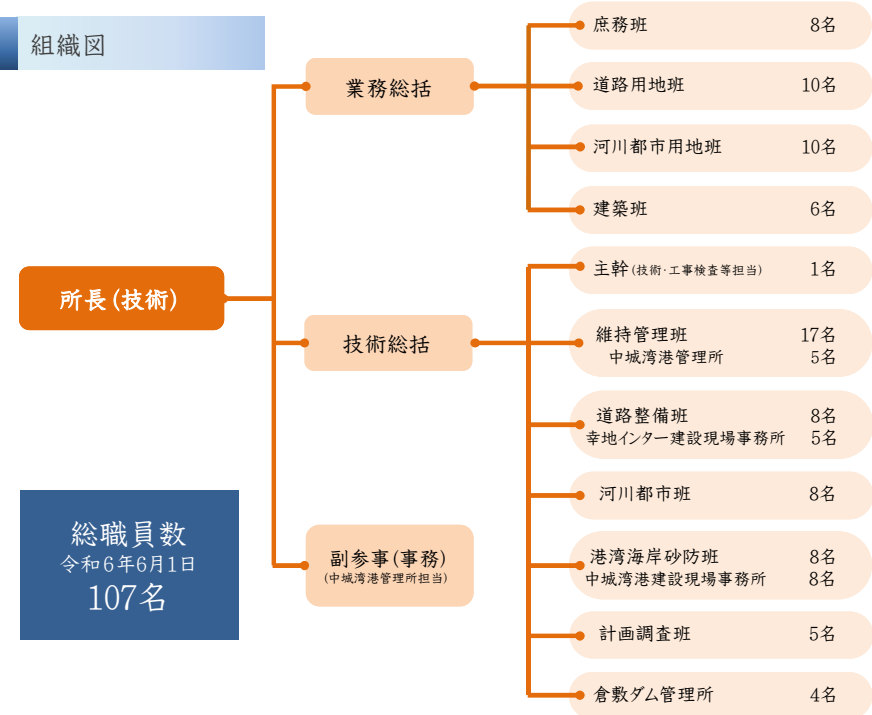 組織図
所長(技術)
業務総括
庶務班 8名
道路用地班 10名
河川都市用地班 10名
建築班 6名
技術総括
主幹(技術・工事検査等担当) 1名
維持管理班 17名
中城湾港管理所 5名
道路整備班 8名
幸地インター建設現場事務所 5名
河川都市班 8名
港湾海岸砂防班 8名
中城湾港建設現場事務所 8名
計画調査班 5名
倉敷ダム管理所 4名
副参事(事務)
(中城湾港管理所担当)
総職員数
令和6年6月1日
107名